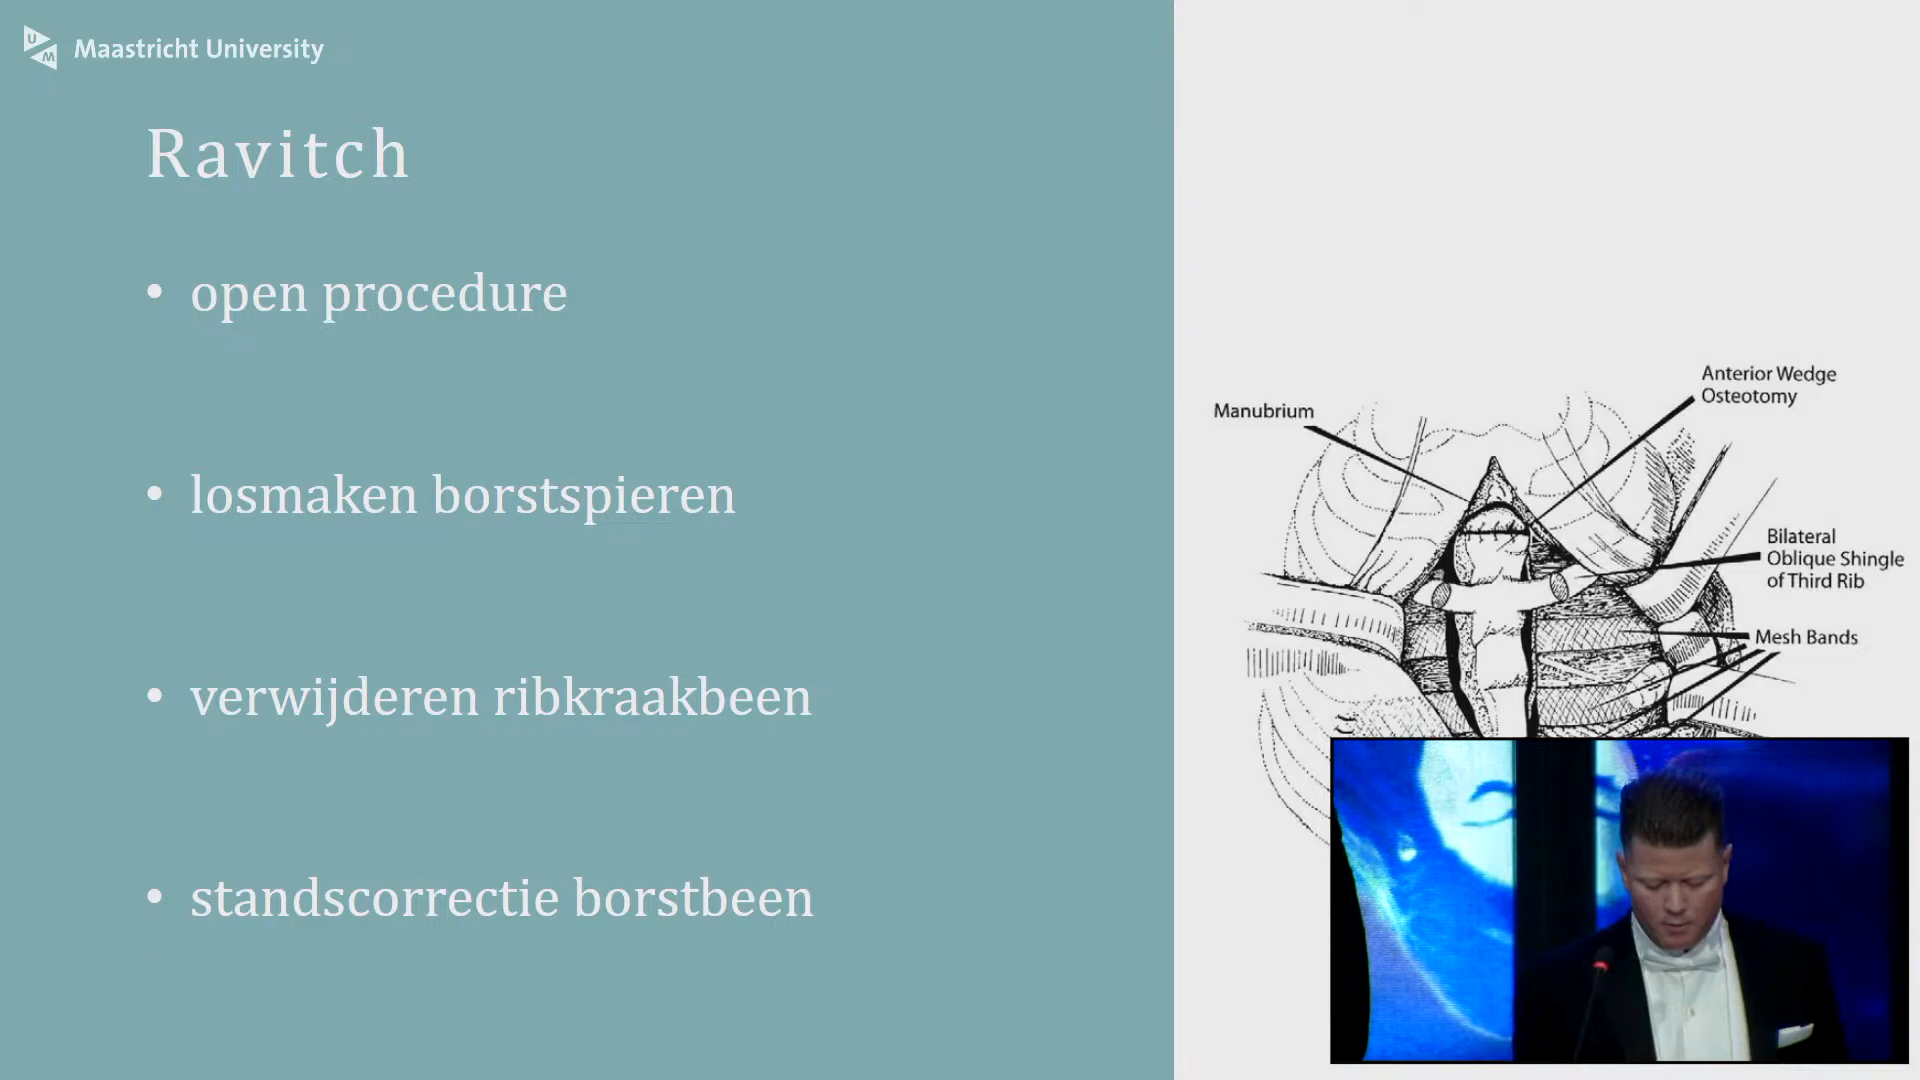 UM
Maastricht University
Ravitch
• open procedure
• losmaken borstspieren
• verwijderen ribkraakbeen
• standscorrectie borstbeen
Manubrium
Anterior Wedge
Osteotomy
Bilateral
Oblique Shingle
of Third Rib
Mesh Bands